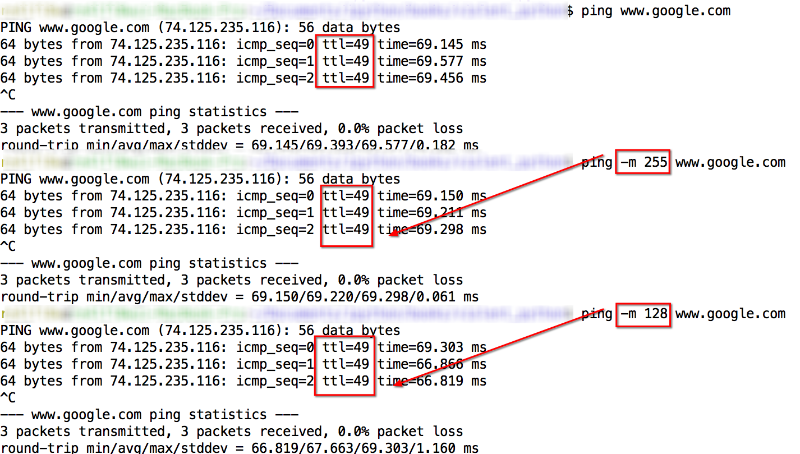 $ ping www.google.com
PING www.google.com (74.125.235.116): 56 data bytes
64 bytes from 74.125.235.116: icmp_seq=0 ttl=49 time=69.145 ms
64 bytes from 74.125.235.116: icmp_seq=1 ttl=49 time=69.577 ms
64 bytes from 74.125.235.116: icmp_seq=2 ttl=49 time=69.456 ms
^C
--- www.google.com ping statistics ---
3 packets transmitted, 3 packets received, 0.0% packet loss
round-trip min/avg/max/stddev = 69.145/69.393/69.577/0.182 ms
ping -m 255 www.google.com
PING www.google.com (74.125.235.116): 56 data bytes
64 bytes from 74.125.235.116: icmp_seq=0 ttl=49 time=69.150 ms
64 bytes from 74.125.235.116: icmp_seq=1 ttl=49 time=69.211 ms
64 bytes from 74.125.235.116: icmp_seq=2 ttl=49 time=69.298 ms
^C
--- www.google.com ping statistics ---
3 packets transmitted, 3 packets received, 0.0% packet loss
round-trip min/avg/max/stddev = 69.150/69.220/69.298/0.061 ms
ping -m 128 www.google.com
PING www.google.com (74.125.235.116): 56 data bytes
64 bytes from 74.125.235.116: icmp_seq=0 ttl=49 time=69.303 ms
64 bytes from 74.125.235.116: icmp_seq=1 ttl=49 time=66.866 ms
64 bytes from 74.125.235.116: icmp_seq=2 ttl=49 time=66.819 ms
^C
--- www.google.com ping statistics ---
3 packets transmitted, 3 packets received, 0.0% packet loss
round-trip min/avg/max/stddev = 66.819/67.663/69.303/1.160 ms